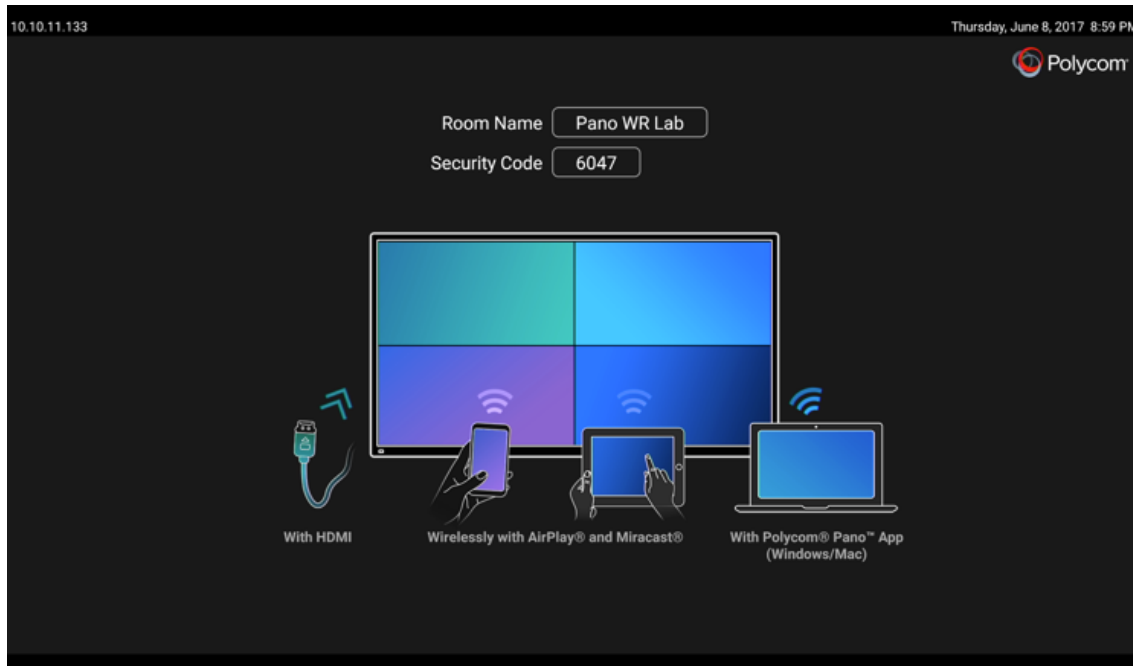 10.10.11.133
Thursday, June 8, 2017 8:59 PM
Polycom
Room Name Pano WR Lab
Security Code 6047
With HDMI
Wirelessly with AirPlay® and Miracast®
With Polycom® Pano™ App
(Windows/Mac)